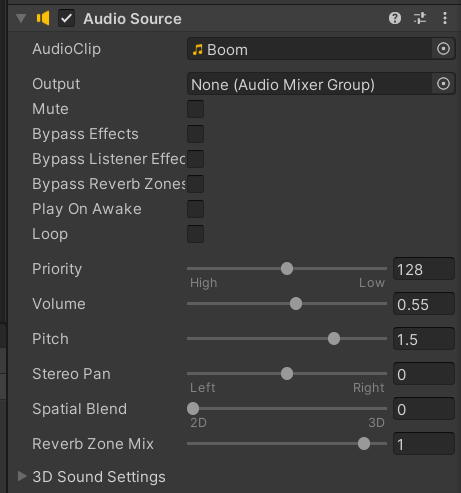 Audio Source
AudioClip Boom
Output None (Audio Mixer Group)
Mute
Bypass Effects
Bypass Listener Effec
Bypass Reverb Zones
Play On Awake
Loop
Priority 128
High Low
Volume 0.55
Pitch 1.5
Stereo Pan 0
Left Right
Spatial Blend 0
2D 3D
Reverb Zone Mix 1
3D Sound Settings